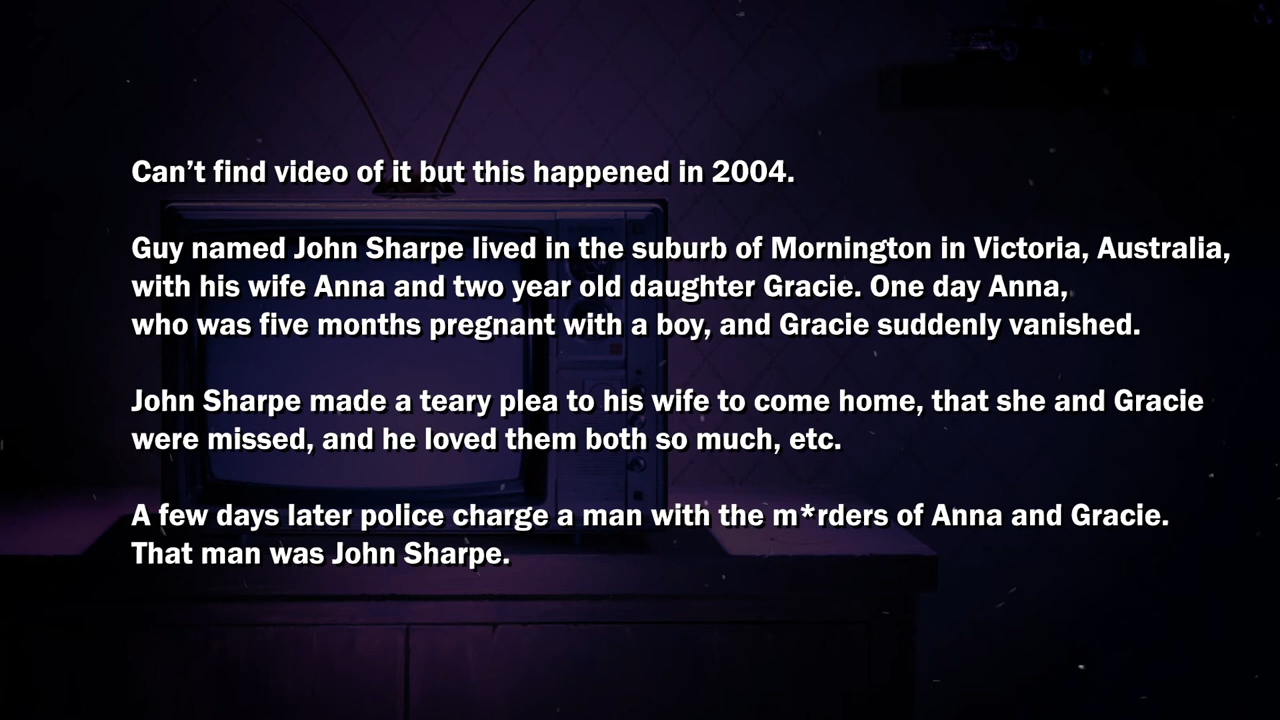 Can’t find video of it but this happened in 2004.
Guy named John Sharpe lived in the suburb of Mornington in Victoria, Australia,
with his wife Anna and two year old daughter Gracie. One day Anna,
who was five months pregnant with a boy, and Gracie suddenly vanished.
John Sharpe made a teary plea to his wife to come home, that she and Gracie
were missed, and he loved them both so much, etc.
A few days later police charge a man with the m*rders of Anna and Gracie.
That man was John Sharpe.